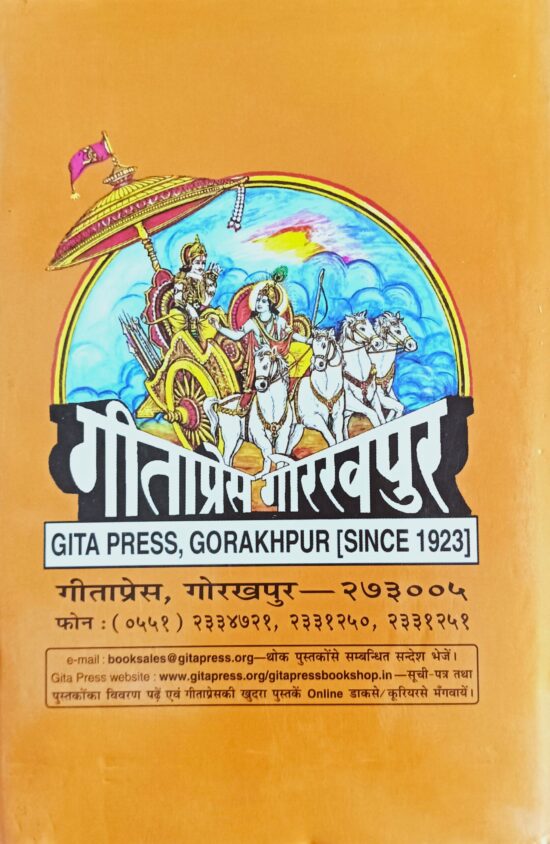 गीताप्रेस गोरखपुर
GITA PRESS, GORAKHPUR [SINCE 1923]
गीताप्रेस, गोरखपुर—२७३००५
फोन : (०५५१) २३३४७२१, २३३१२५०, २३३१२५१
e-mail : booksales@gitapress.org—थोक पुस्तकोंसे सम्बन्धित सन्देश भेजें।
Gita Press website : www.gitapress.org/gitapressbookshop.in—सूची-पत्र तथा
पुस्तकोंका विवरण पढ़ें एवं गीताप्रेसकी खुदरा पुस्तकें Online डाकसे/कूरियरसे मँगवायें।